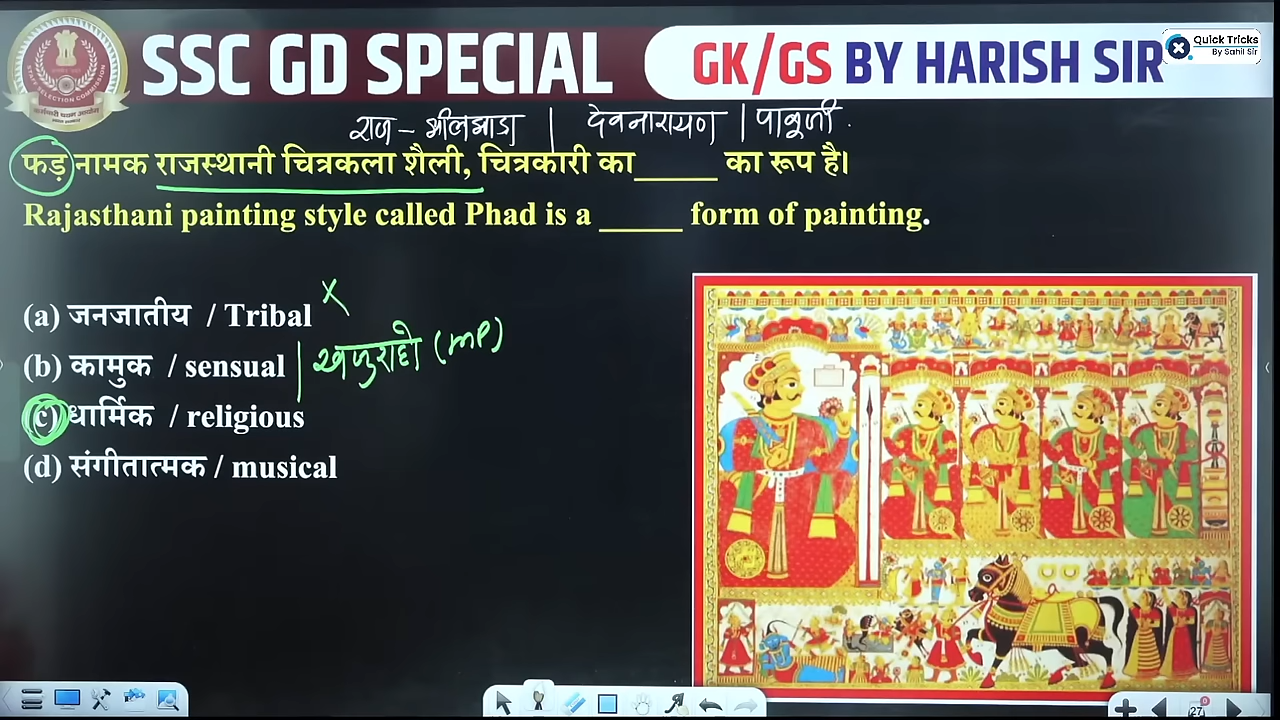 SSC GD SPECIAL
GK/GS BY HARISH SIR
Quick Tricks
By Sahil Sir
राज - भीलवाड़ा | देवनारायण | पाबूजी
फड़ नामक राजस्थानी चित्रकला शैली, चित्रकारी का_____ का रूप है।
Rajasthani painting style called Phad is a _____ form of painting.
(a) जनजातीय / Tribal X
(b) कामुक / sensual | खजुराहो (MP)
(c) धार्मिक / religious
(d) संगीतात्मक / musical
27